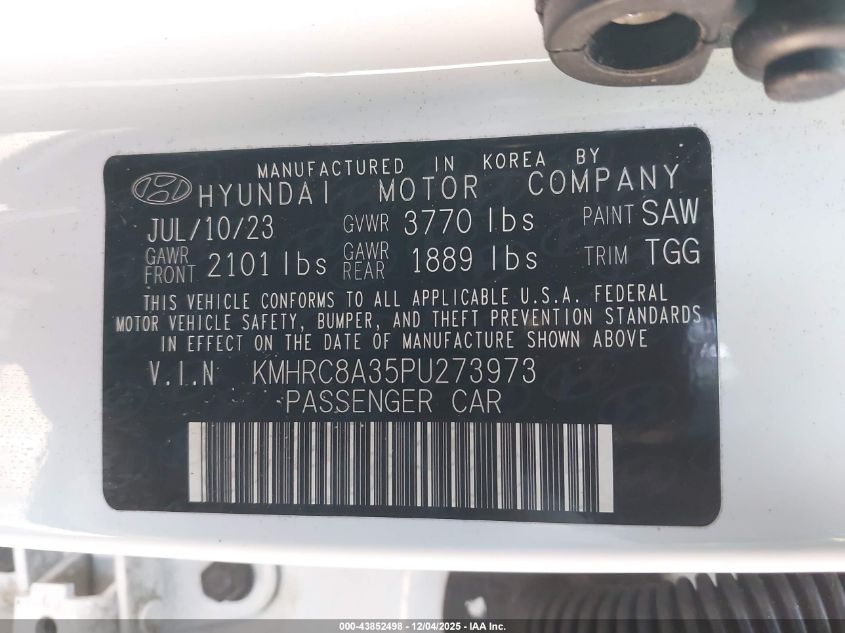 MANUFACTURED IN KOREA BY
HYUNDAI MOTOR COMPANY
JUL/10/23 GVWR 3770 lbs PAINT SAW
GAWR FRONT 2101 lbs GAWR REAR 1889 lbs TRIM TGG
THIS VEHICLE CONFORMS TO ALL APPLICABLE U.S.A. FEDERAL
MOTOR VEHICLE SAFETY, BUMPER, AND THEFT PREVENTION STANDARDS
IN EFFECT ON THE DATE OF MANUFACTURE SHOWN ABOVE
V.I.N KMHRC8A35PU273973
PASSENGER CAR
000-43852498 - 12/04/2025 - IAA Inc.